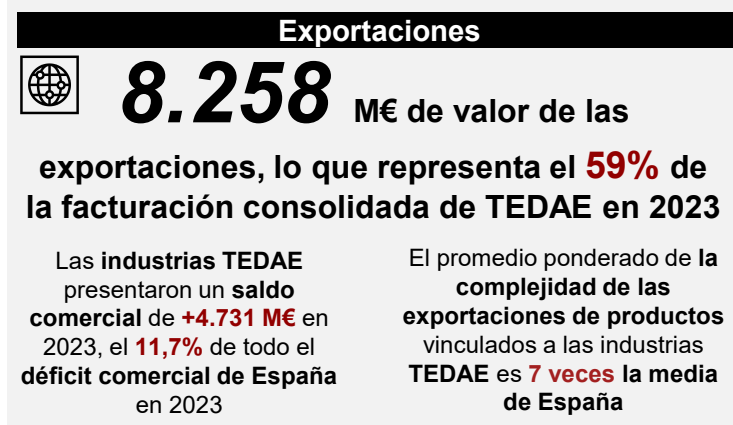 Exportaciones
8.258 M€ de valor de las
exportaciones, lo que representa el 59% de
la facturación consolidada de TEDAE en 2023
Las industrias TEDAE
presentaron un saldo
comercial de +4.731 M€ en
2023, el 11,7% de todo el
déficit comercial de España
en 2023
El promedio ponderado de la
complejidad de las
exportaciones de productos
vinculados a las industrias
TEDAE es 7 veces la media
de España